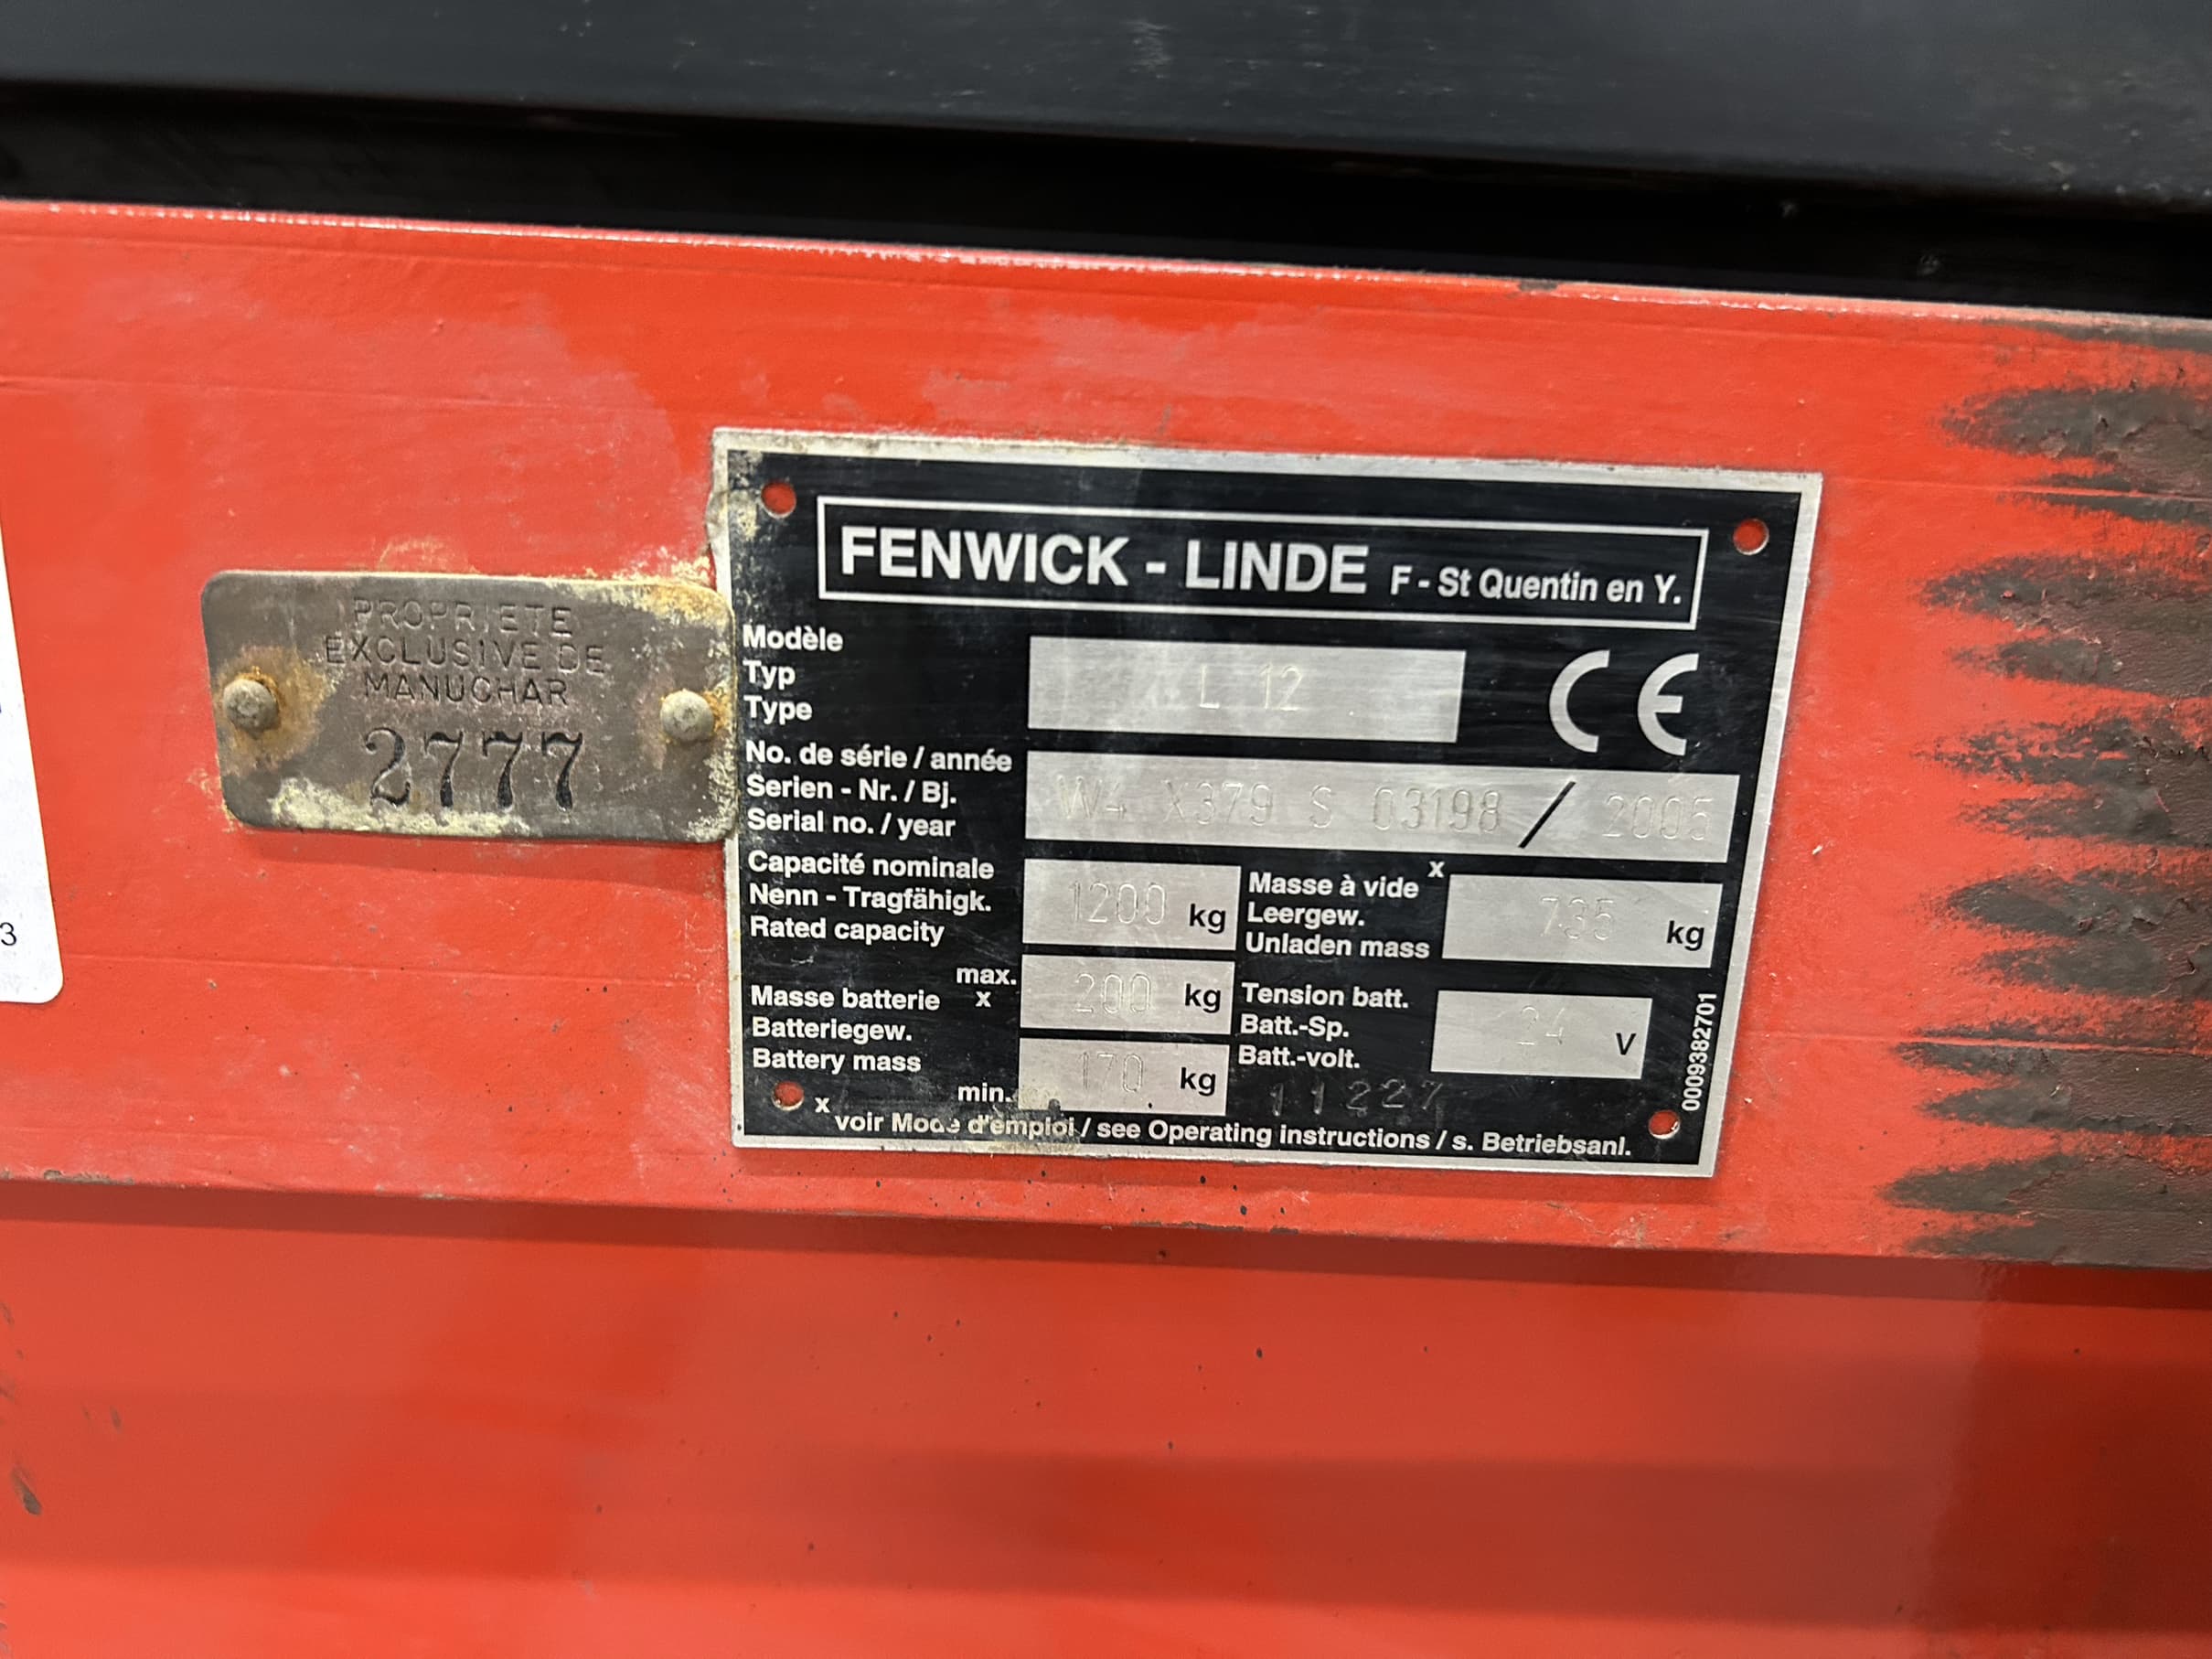 PROPRIETE
EXCLUSIVE DE
MANUCHAR
2777
FENWICK - LINDE F - St Quentin en Y.
Modèle
Typ
Type
L 12
CE
No. de série / année
Serien - Nr. / Bj.
Serial no. / year
W4 X379 S 03198 / 2005
Capacité nominale
Nenn - Tragfähigk.
Rated capacity
1200 kg
Masse à vide x
Leergew.
Unladen mass
735 kg
Masse batterie x
Batteriegew.
Battery mass
max.
200 kg
min.
170 kg
Tension batt.
Batt.-Sp.
Batt.-volt.
24 V
11227
x voir Mode d'emploi / see Operating instructions / s. Betriebsanl.
0009382701
3